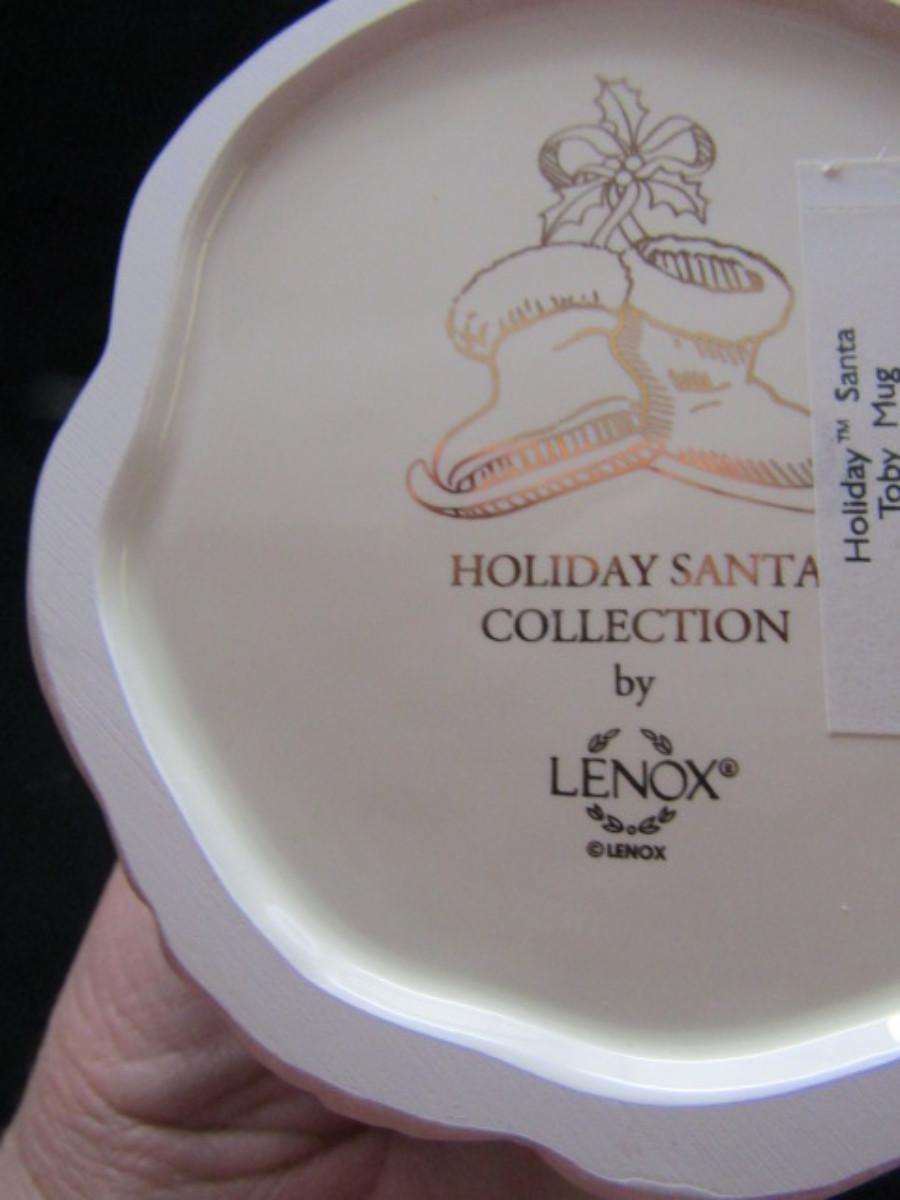 HOLIDAY SANTA
COLLECTION
by
LENOX®
©LENOX
Holiday™ Santa
Toby Mug